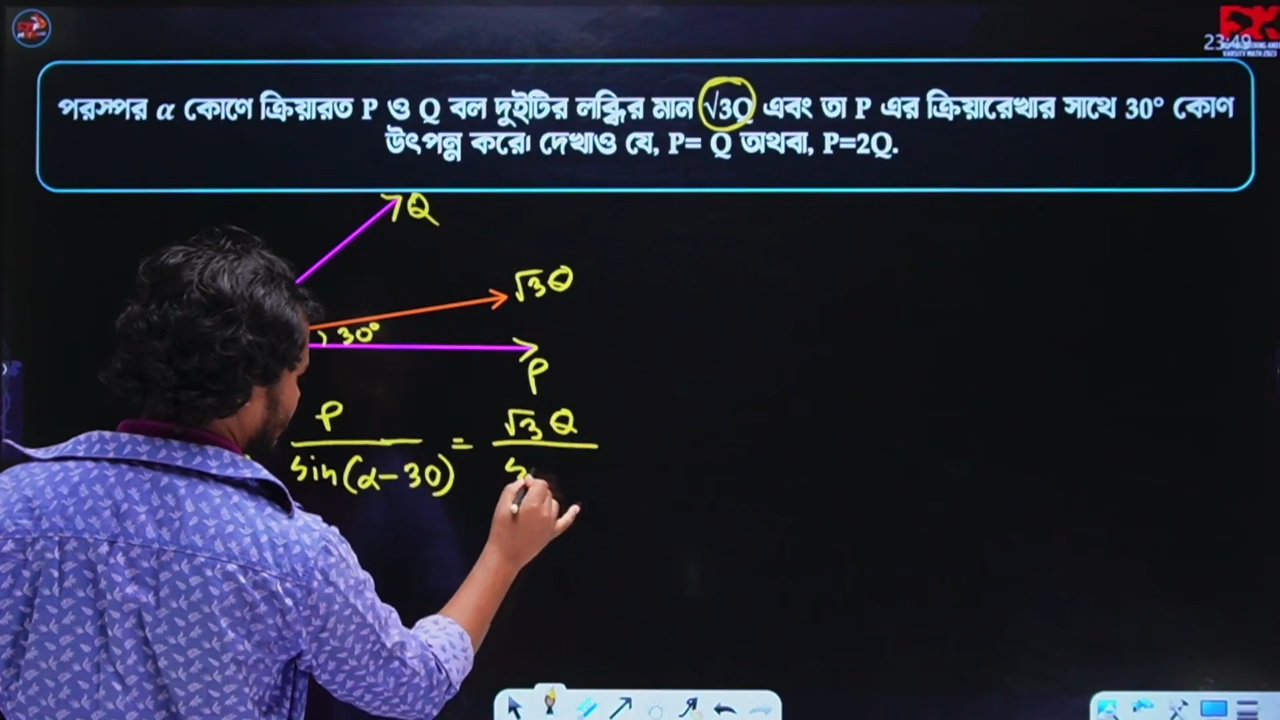 23:49
পরস্পর α কোণে ক্রিয়ারত P ও Q বল দুইটির লব্ধির মান √3Q এবং তা P এর ক্রিয়ারেখার সাথে 30° কোণ
উৎপন্ন করে। দেখাও যে, P= Q অথবা, P=2Q.
Q
√3Q
30°
P
P/sin(α-30) = √3Q/s